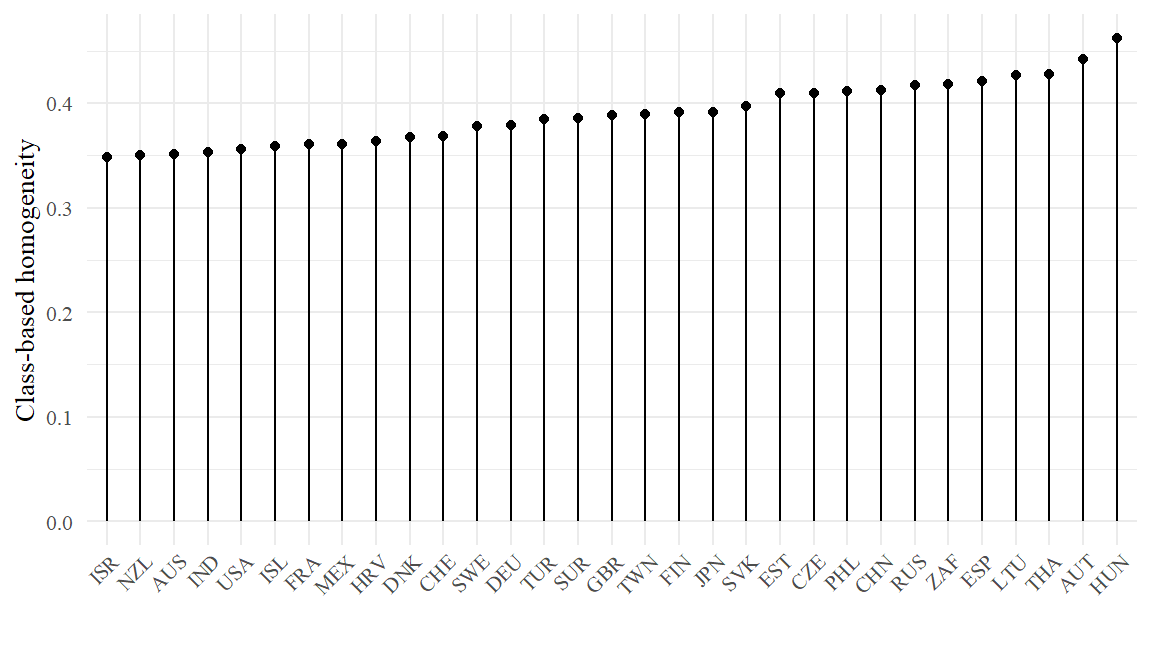 Class-based homogeneity
0.4
0.3
0.2
0.1
0.0
ISR
NZL
AUS
IND
USA
ISL
FRA
MEX
HRV
DNK
CHE
SWE
DEU
TUR
SUR
GBR
TWN
FIN
JPN
SVK
EST
CZE
PHL
CHN
RUS
ZAF
ESP
LTU
THA
AUT
HUN